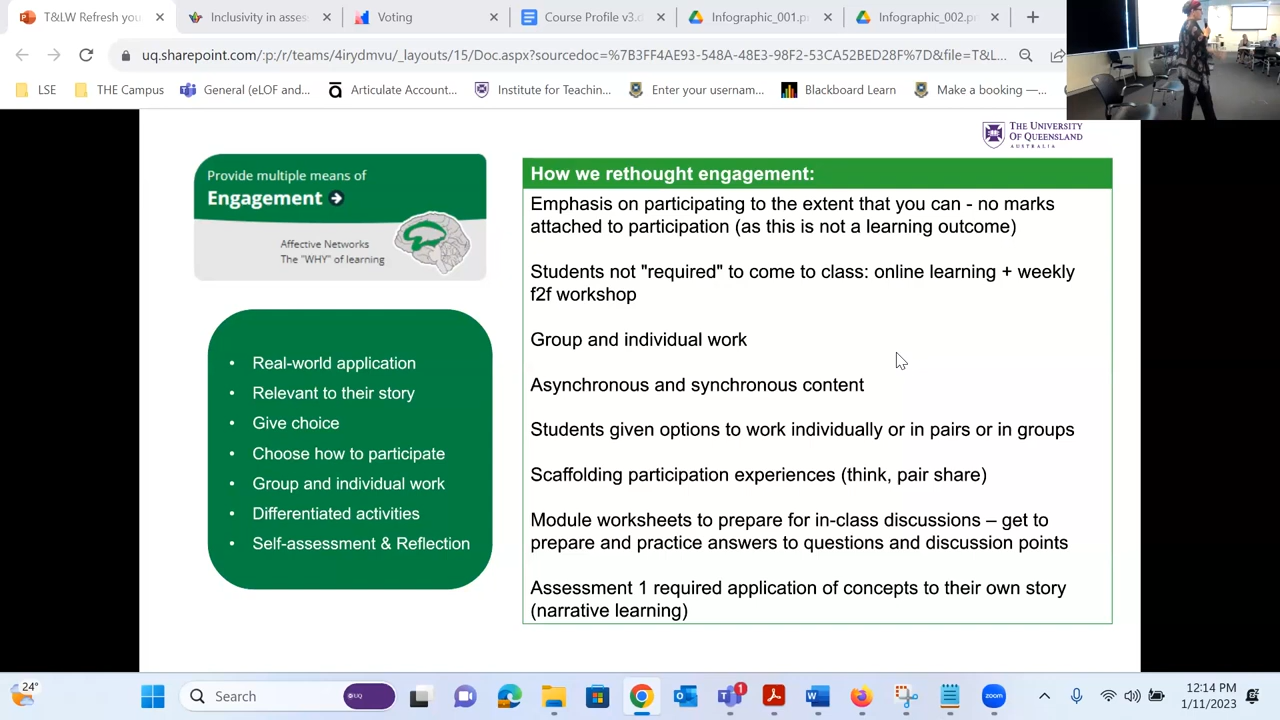 T&LW Refresh you
Inclusivity in asses
Voting
Course Profile v3.c
Infographic_001.p
Infographic_002.p
uq.sharepoint.com/:p:/r/teams/4irydmvu/_layouts/15/Doc.aspx?sourcedoc=%7B3FF4AE93-548A-48E3-98F2-53CA52BED28F%7D&file=T&L...
LSE
THE Campus
General (eLOF and...
Articulate Account...
Institute for Teachin...
Enter your usernam...
Blackboard Learn
Make a booking —...
THE UNIVERSITY
OF QUEENSLAND
AUSTRALIA
Provide multiple means of
Engagement
Affective Networks
The "WHY" of learning
• Real-world application
• Relevant to their story
• Give choice
• Choose how to participate
• Group and individual work
• Differentiated activities
• Self-assessment & Reflection
How we rethought engagement:
Emphasis on participating to the extent that you can - no marks
attached to participation (as this is not a learning outcome)
Students not "required" to come to class: online learning + weekly
f2f workshop
Group and individual work
Asynchronous and synchronous content
Students given options to work individually or in pairs or in groups
Scaffolding participation experiences (think, pair share)
Module worksheets to prepare for in-class discussions – get to
prepare and practice answers to questions and discussion points
Assessment 1 required application of concepts to their own story
(narrative learning)
24°
Search
UQ
1
zoom
12:14 PM
1/11/2023